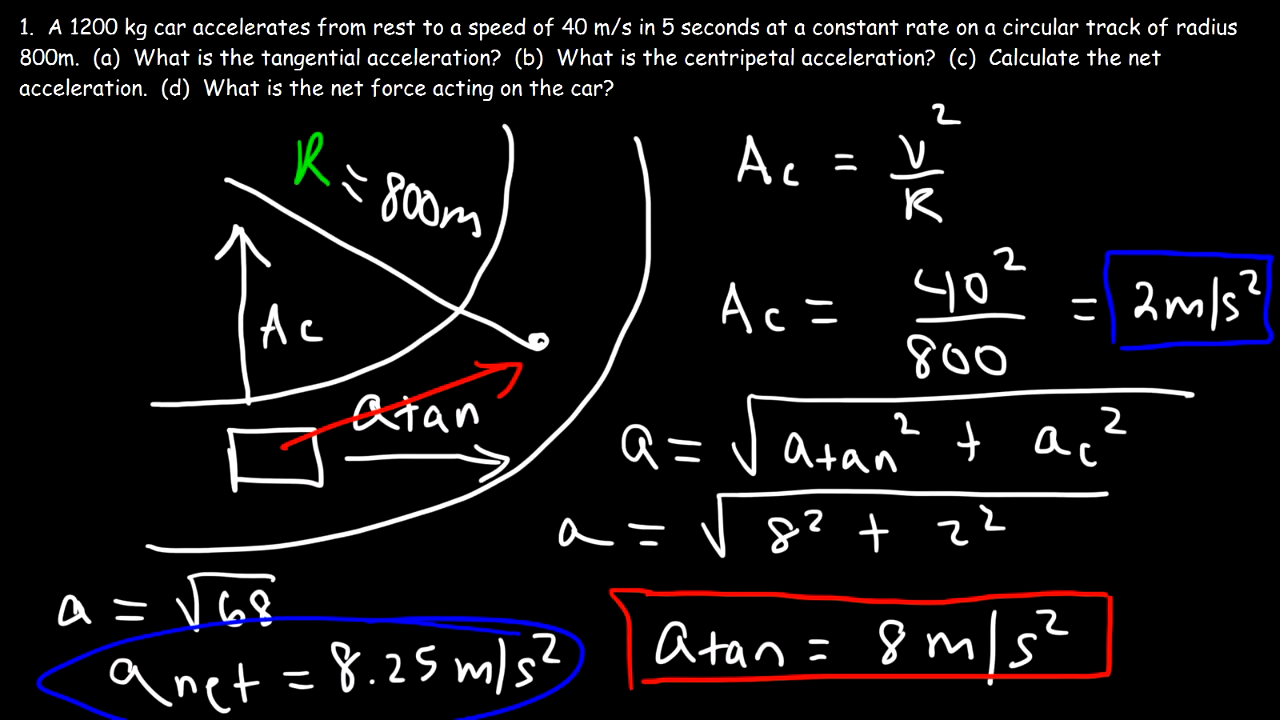 1. A 1200 kg car accelerates from rest to a speed of 40 m/s in 5 seconds at a constant rate on a circular track of radius
800m. (a) What is the tangential acceleration? (b) What is the centripetal acceleration? (c) Calculate the net
acceleration. (d) What is the net force acting on the car?
R = 800m
Ac
atan
Ac = v²/R
Ac = 40²/800 = 2m/s²
a = √(atan² + ac²)
a = √(8² + 2²)
a = √68
anet = 8.25 m/s²
atan = 8 m/s²